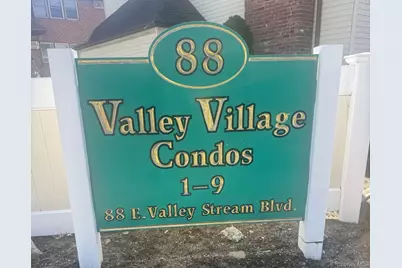 88
Valley Village
Condos
1-9
88 E. Valley Stream Blvd.